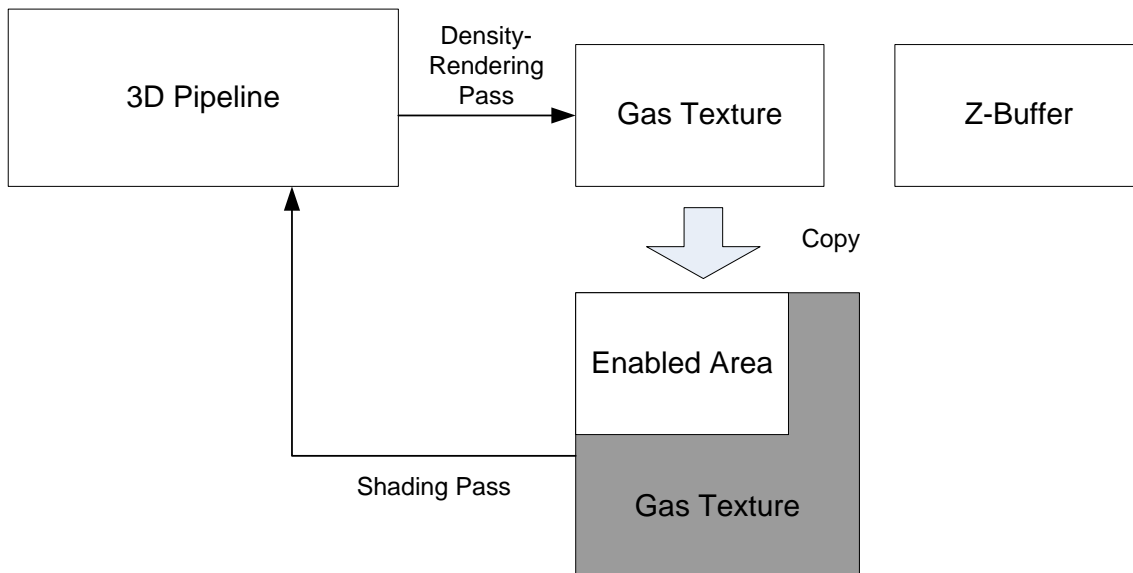 Density-
Rendering
Pass
3D Pipeline
Gas Texture
Z-Buffer
Copy
Enabled Area
Shading Pass
Gas Texture